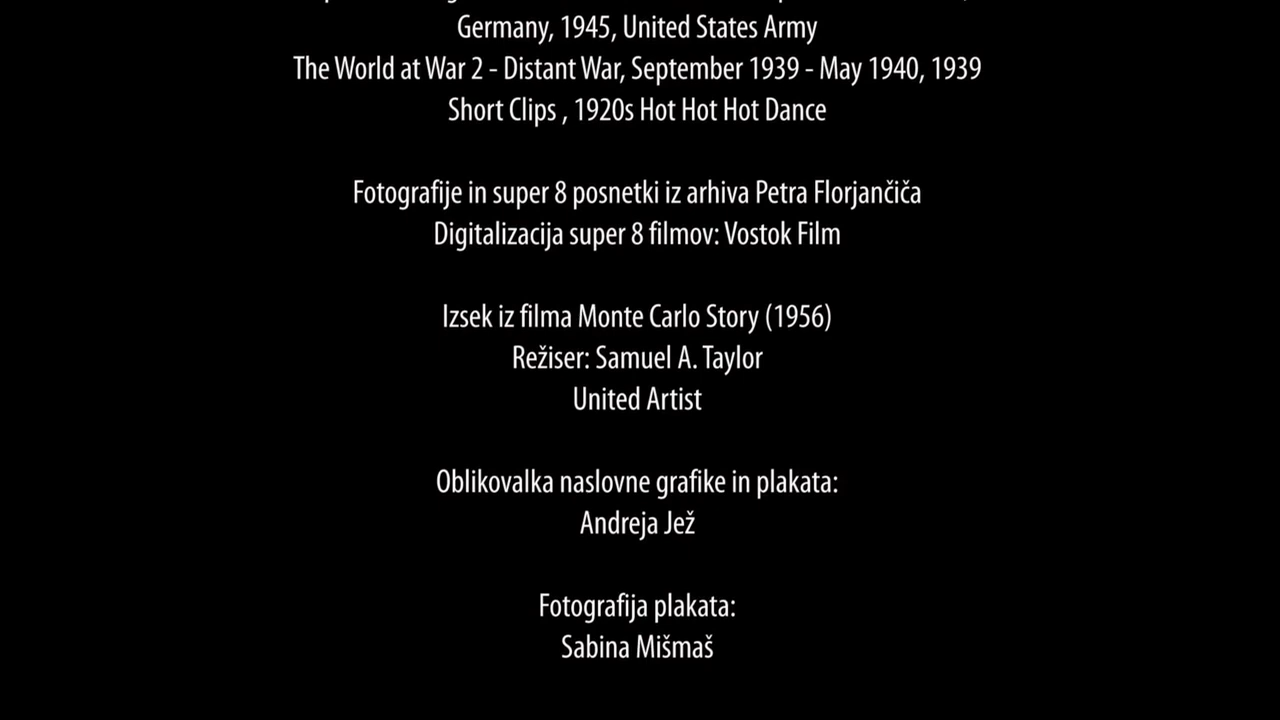 Germany, 1945, United States Army
The World at War 2 - Distant War, September 1939 - May 1940, 1939
Short Clips , 1920s Hot Hot Hot Dance
Fotografije in super 8 posnetki iz arhiva Petra Florjančiča
Digitalizacija super 8 filmov: Vostok Film
Izsek iz filma Monte Carlo Story (1956)
Režiser: Samuel A. Taylor
United Artist
Oblikovalka naslovne grafike in plakata:
Andreja Jež
Fotografija plakata:
Sabina Mišmaš